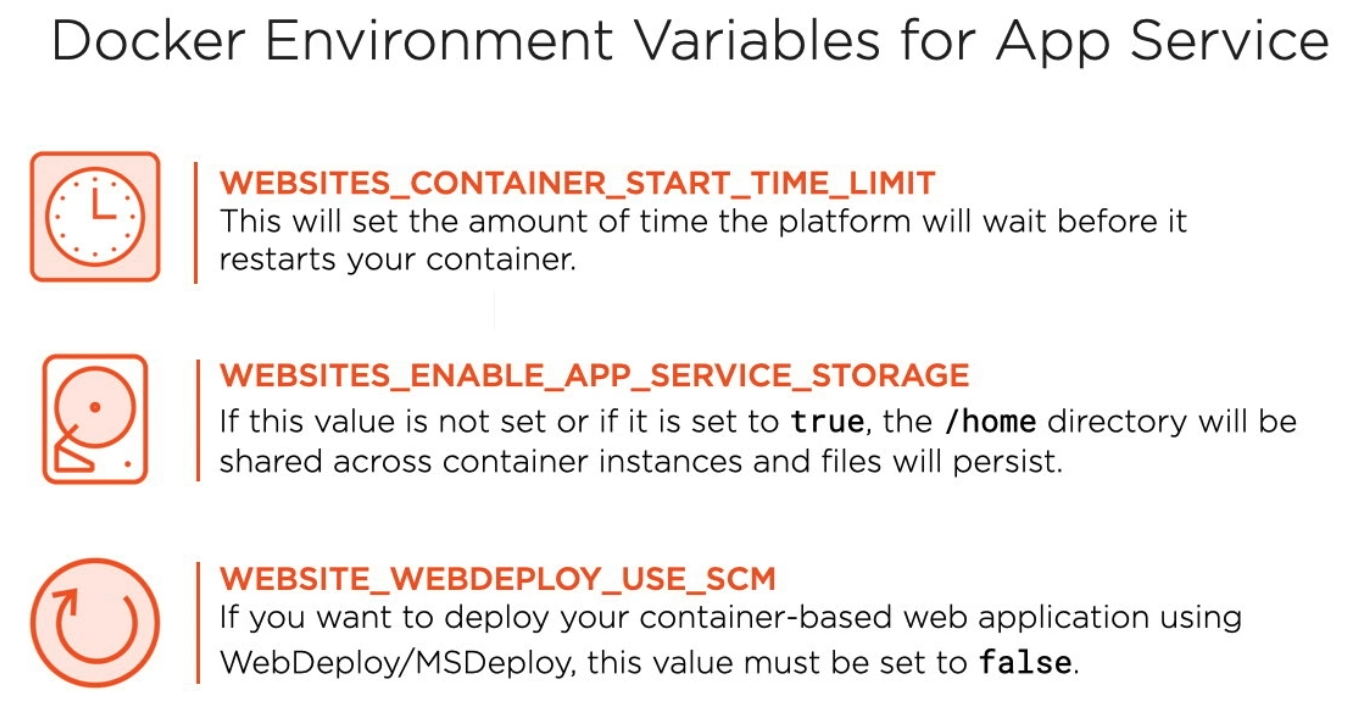 Docker Environment Variables for App Service
WEBSITES_CONTAINER_START_TIME_LIMIT
This will set the amount of time the platform will wait before it
restarts your container.
WEBSITES_ENABLE_APP_SERVICE_STORAGE
If this value is not set or if it is set to true, the /home directory will be
shared across container instances and files will persist.
WEBSITE_WEBDEPLOY_USE_SCM
If you want to deploy your container-based web application using
WebDeploy/MSDeploy, this value must be set to false.